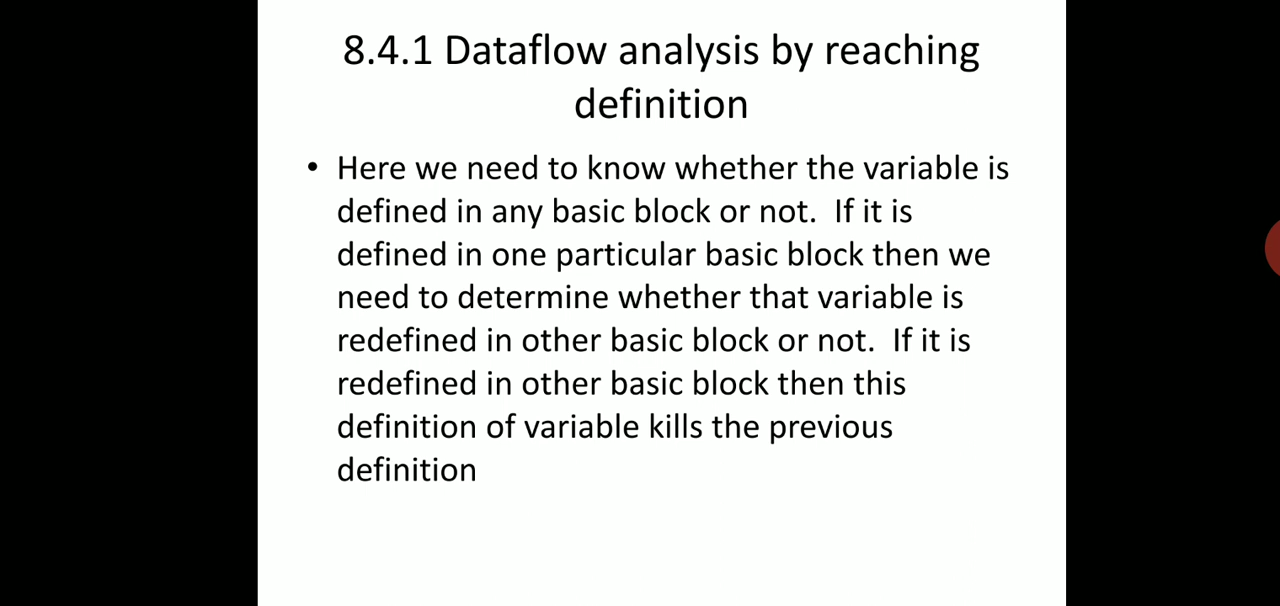 8.4.1 Dataflow analysis by reaching
definition
• Here we need to know whether the variable is
defined in any basic block or not.  If it is
defined in one particular basic block then we
need to determine whether that variable is
redefined in other basic block or not.  If it is
redefined in other basic block then this
definition of variable kills the previous
definition